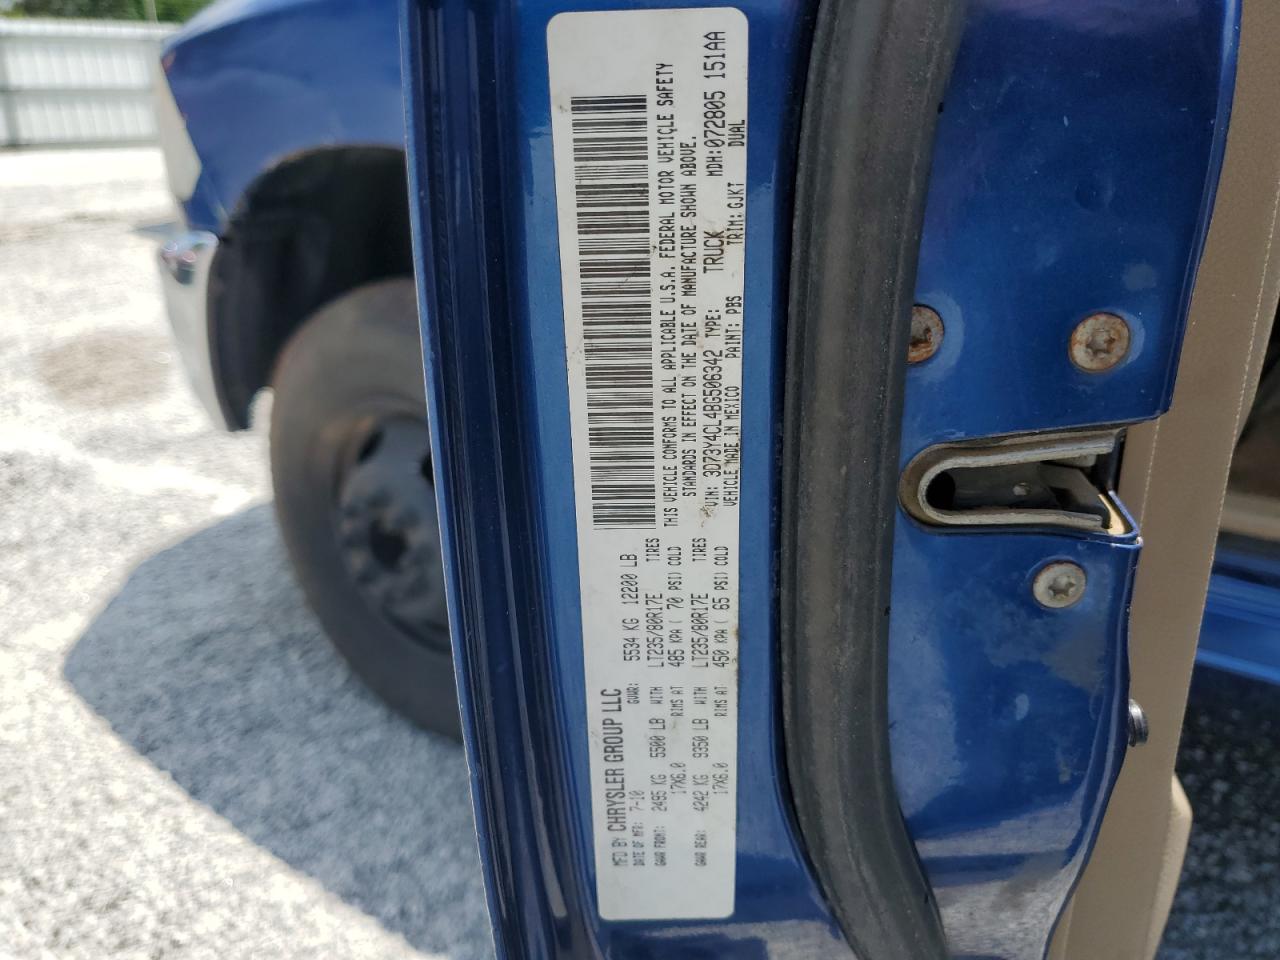 MFD BY CHRYSLER GROUP LLC
DATE OF MFR: 7-10 GVWR: 5534 KG 12200 LB
GAWR FRONT: 2495 KG 5500 LB WITH LT235/80R17E TIRES
17X6.0 RIMS AT 485 KPA ( 70 PSI) COLD
GAWR REAR: 4242 KG 9350 LB WITH LT235/80R17E TIRES
17X6.0 RIMS AT 450 KPA ( 65 PSI) COLD
THIS VEHICLE CONFORMS TO ALL APPLICABLE U.S.A. FEDERAL MOTOR VEHICLE SAFETY
STANDARDS IN EFFECT ON THE DATE OF MANUFACTURE SHOWN ABOVE.
VIN: 3D73Y4CL4BG506342 TYPE: TRUCK MDH:072805 151AA
VEHICLE MADE IN MEXICO PAINT: PBS TRIM: GJKT DUAL